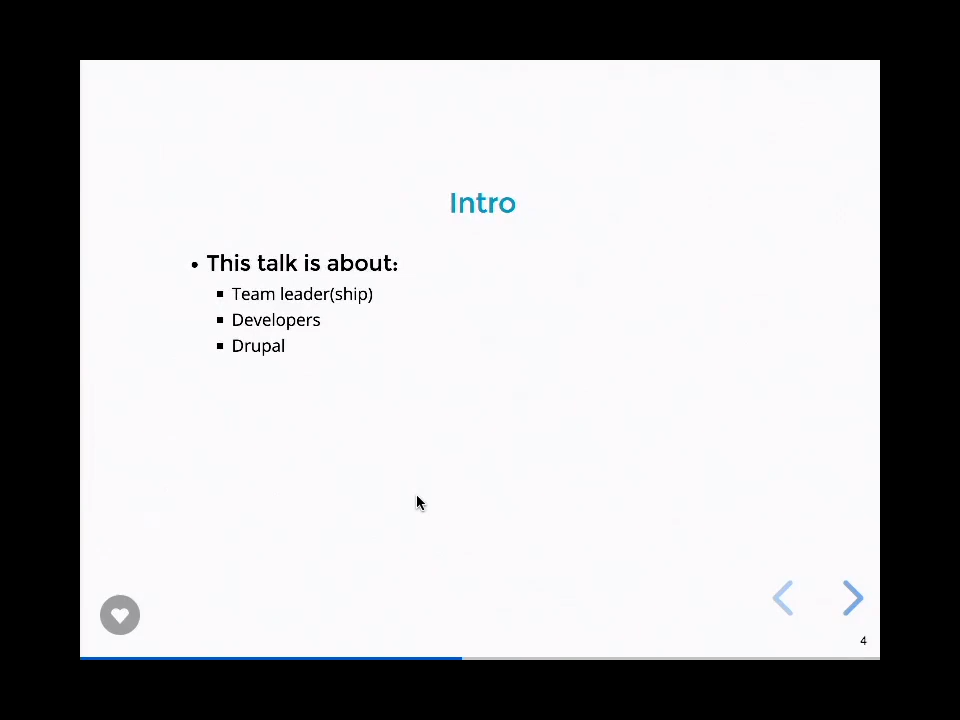 Intro
• This talk is about:
▪ Team leader(ship)
▪ Developers
▪ Drupal
4